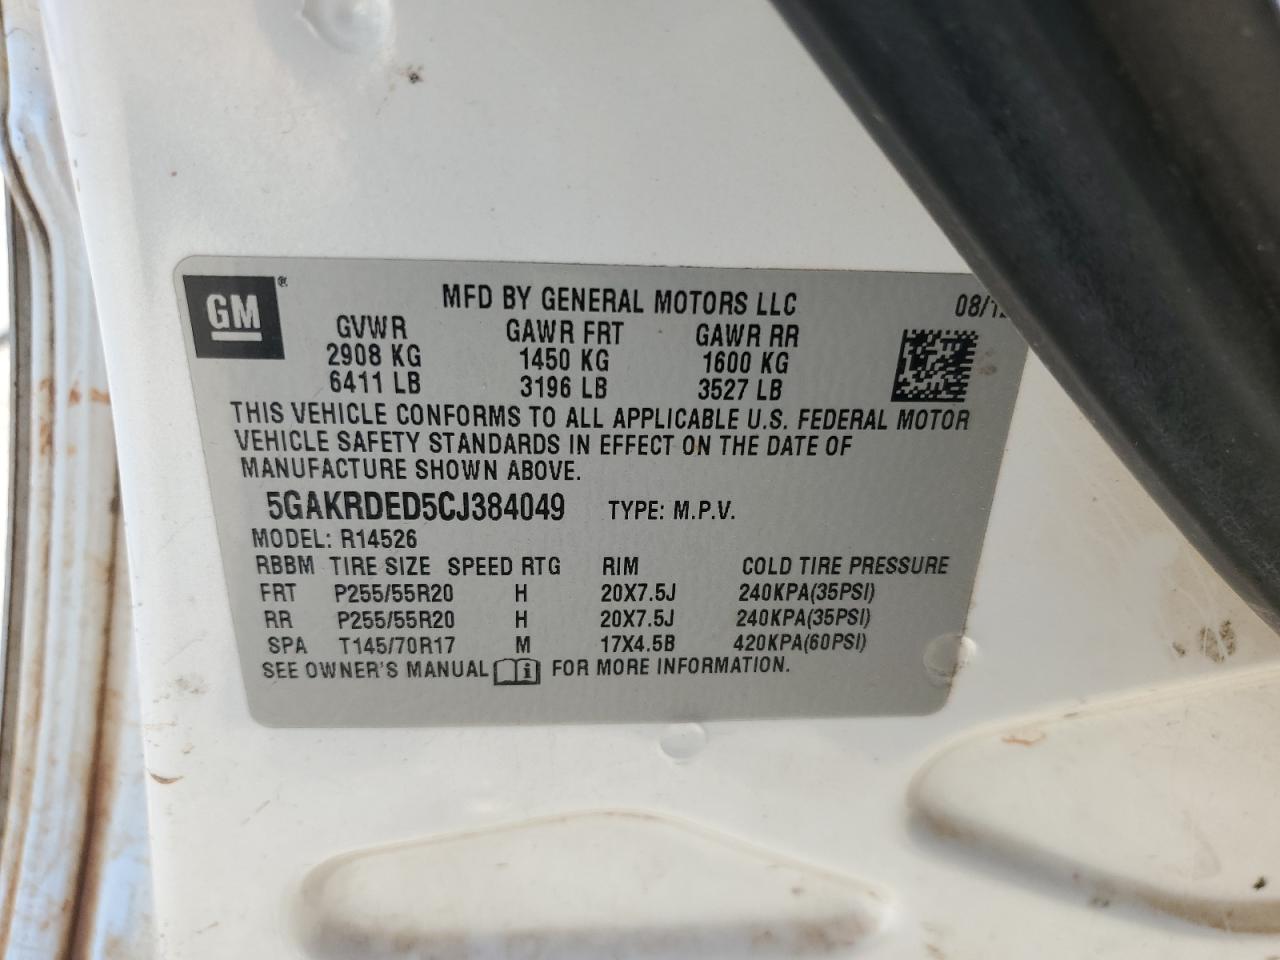 GM ®
MFD BY GENERAL MOTORS LLC 08/12
GVWR GAWR FRT GAWR RR
2908 KG 1450 KG 1600 KG
6411 LB 3196 LB 3527 LB
THIS VEHICLE CONFORMS TO ALL APPLICABLE U.S. FEDERAL MOTOR
VEHICLE SAFETY STANDARDS IN EFFECT ON THE DATE OF
MANUFACTURE SHOWN ABOVE.
5GAKRDED5CJ384049 TYPE: M.P.V.
MODEL: R14526
RBBM TIRE SIZE SPEED RTG RIM COLD TIRE PRESSURE
FRT P255/55R20 H 20X7.5J 240KPA(35PSI)
RR P255/55R20 H 20X7.5J 240KPA(35PSI)
SPA T145/70R17 M 17X4.5B 420KPA(60PSI)
SEE OWNER'S MANUAL FOR MORE INFORMATION.